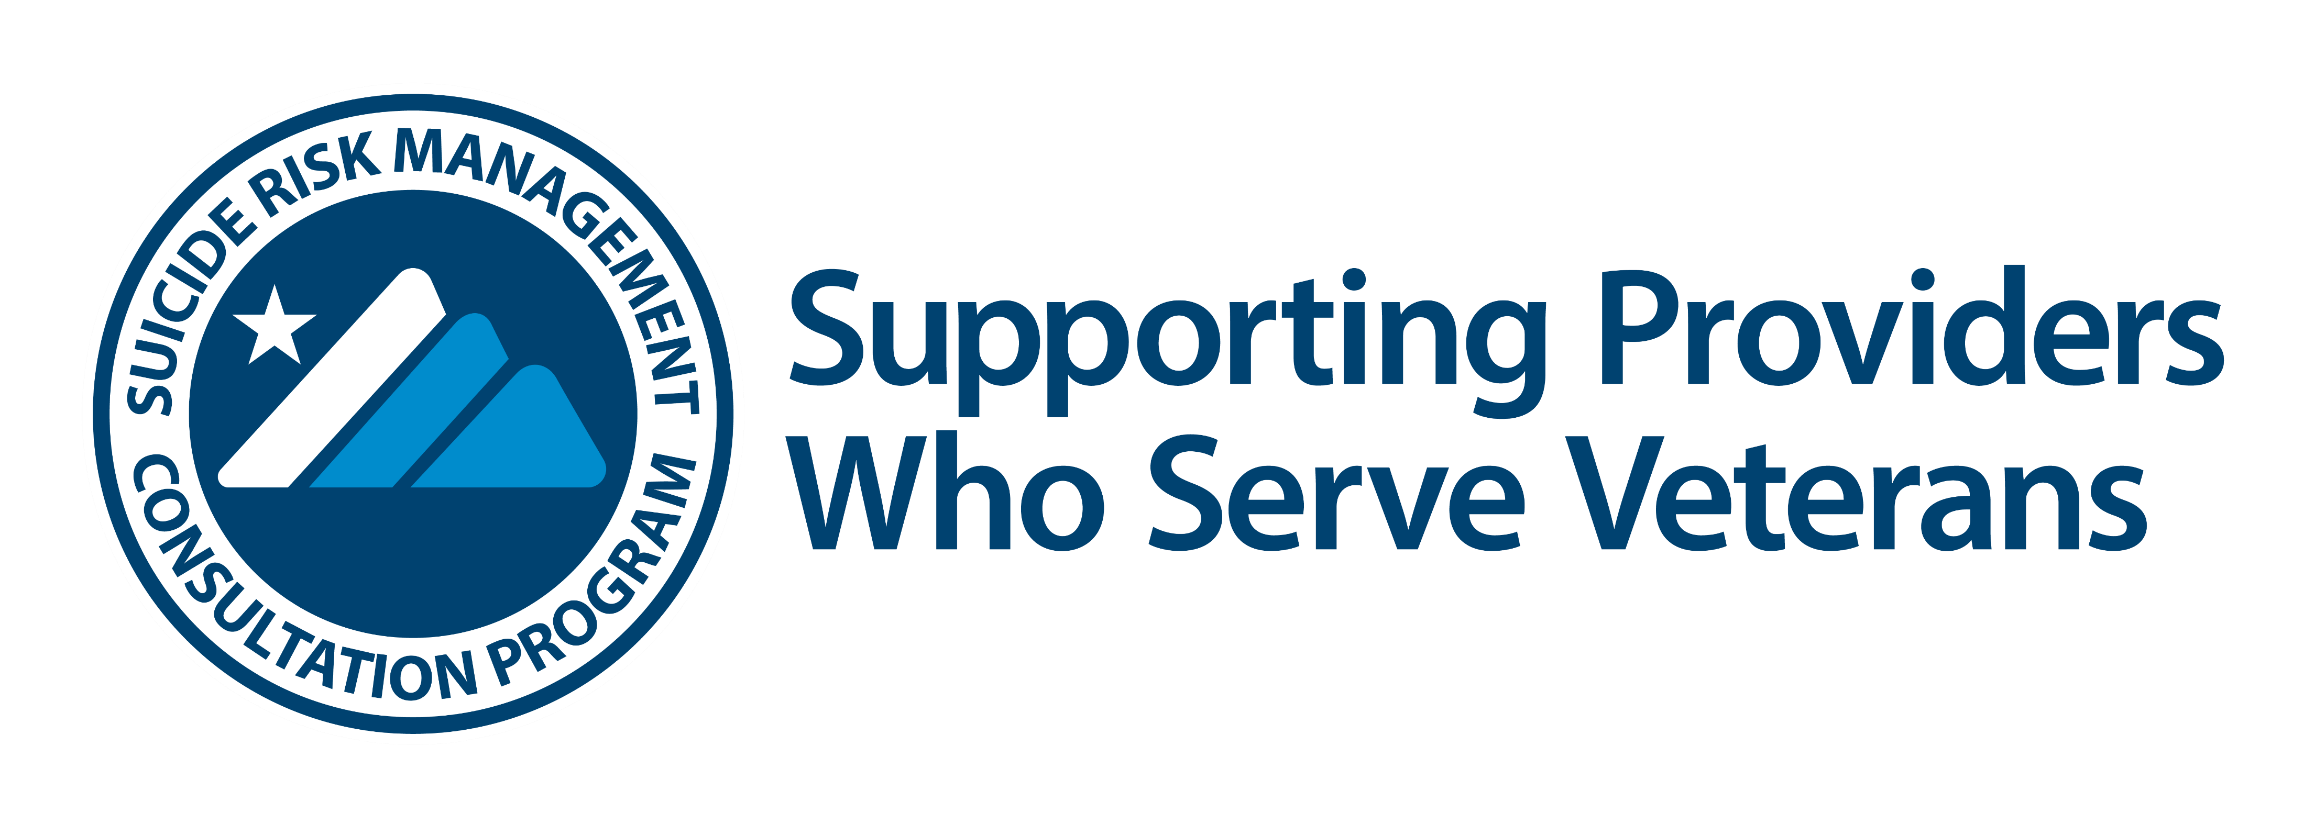 SUICIDE RISK MANAGEMENT
CONSULTATION PROGRAM
Supporting Providers
Who Serve Veterans